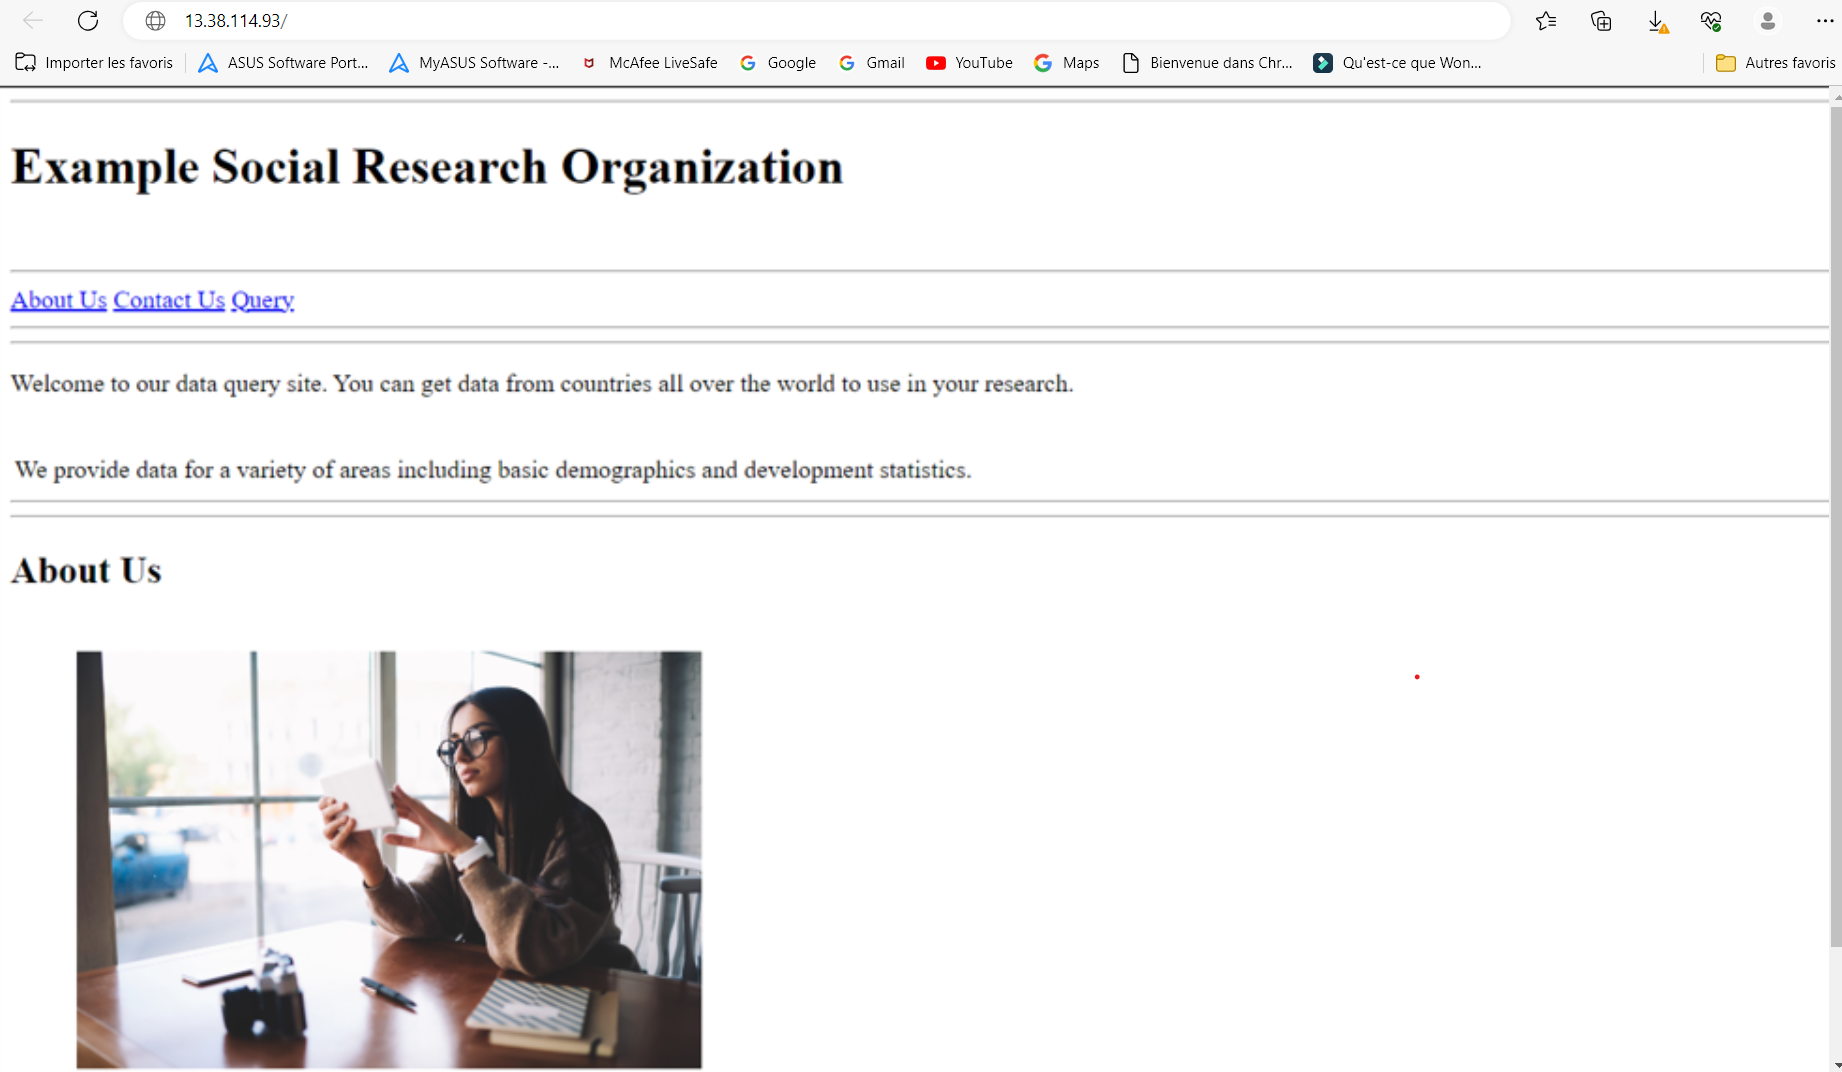 13.38.114.93/
Importer les favoris ASUS Software Port... MyASUS Software -... McAfee LiveSafe Google Gmail YouTube Maps Bienvenue dans Chr... Qu'est-ce que Won... Autres favoris
Example Social Research Organization
About Us Contact Us Query
Welcome to our data query site. You can get data from countries all over the world to use in your research.
We provide data for a variety of areas including basic demographics and development statistics.
About Us